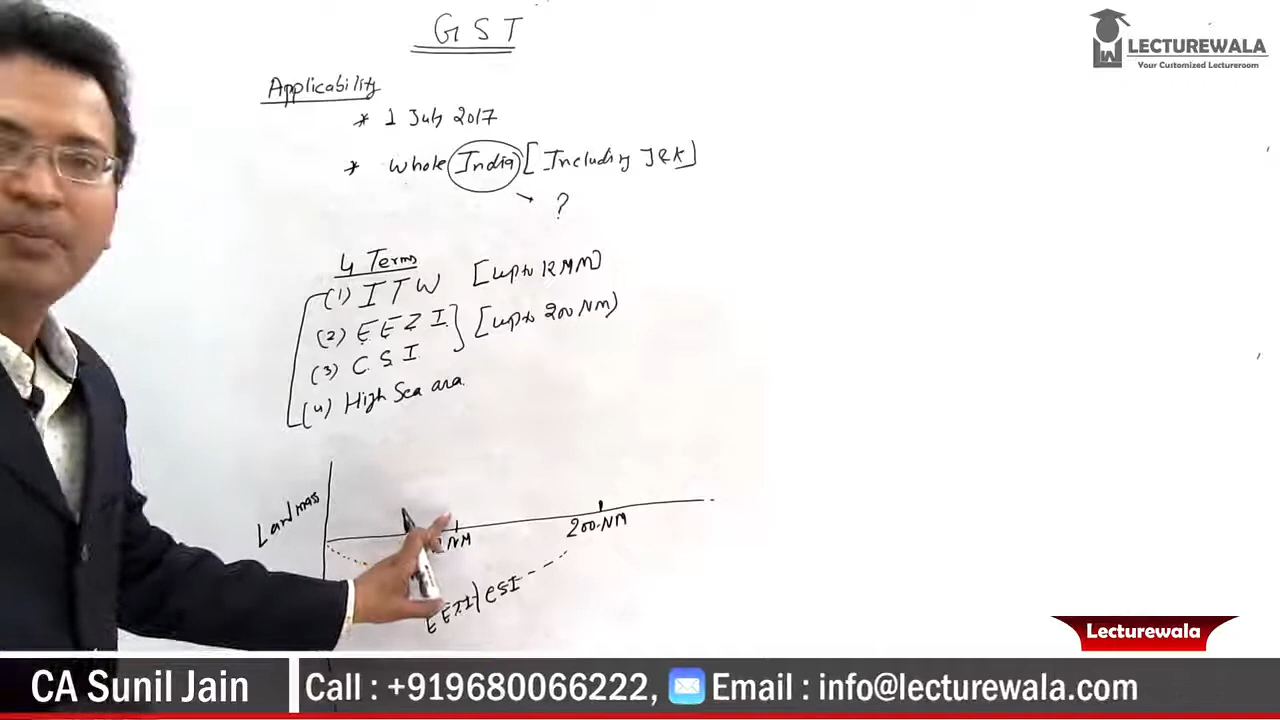 GST
LECTUREWALA
Your Customized Lectureroom
Applicability
* 1 July 2017
* Whole India [Including J&K]
→ ?
4 Terms
(1) ITW [upto 12 NM]
(2) EEZI } [upto 200 NM]
(3) CSI
(4) High Sea area.
Landmass
NM
200 NM
EEZI/CSI
Lecturewala
CA Sunil Jain
Call : +919680066222, Email : info@lecturewala.com